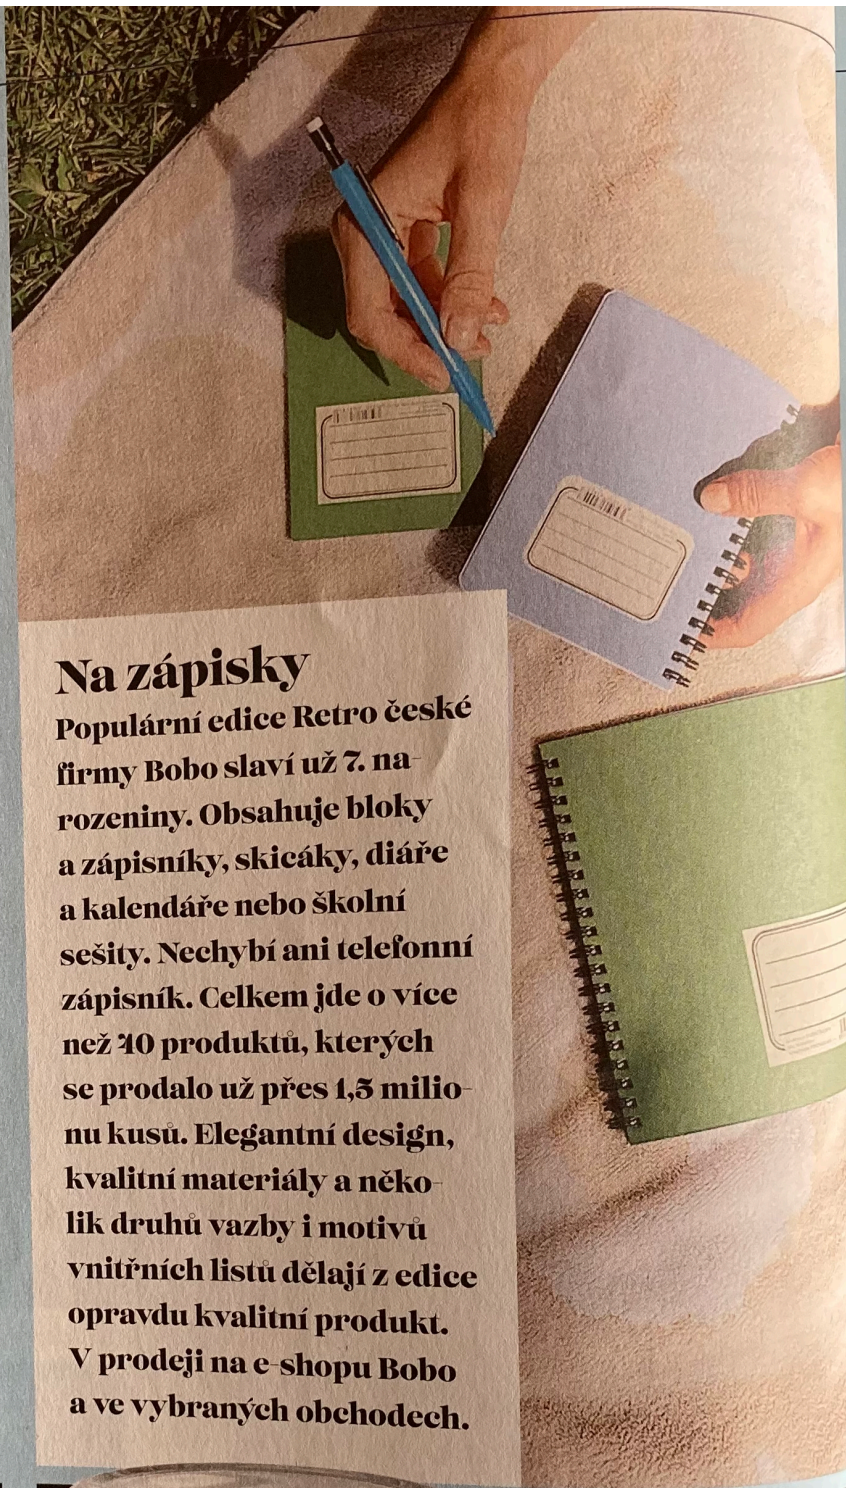 Na zápisky
Populární edice Retro české
firmy Bobo slaví už 7. na-
rozeniny. Obsahuje bloky
a zápisníky, skicáky, diáře
a kalendáře nebo školní
sešity. Nechybí ani telefonní
zápisník. Celkem jde o více
než 40 produktů, kterých
se prodalo už přes 1,5 milio-
nu kusů. Elegantní design,
kvalitní materiály a něko-
lik druhů vazby i motivů
vnitřních listů dělají z edice
opravdu kvalitní produkt.
V prodeji na e-shopu Bobo
a ve vybraných obchodech.